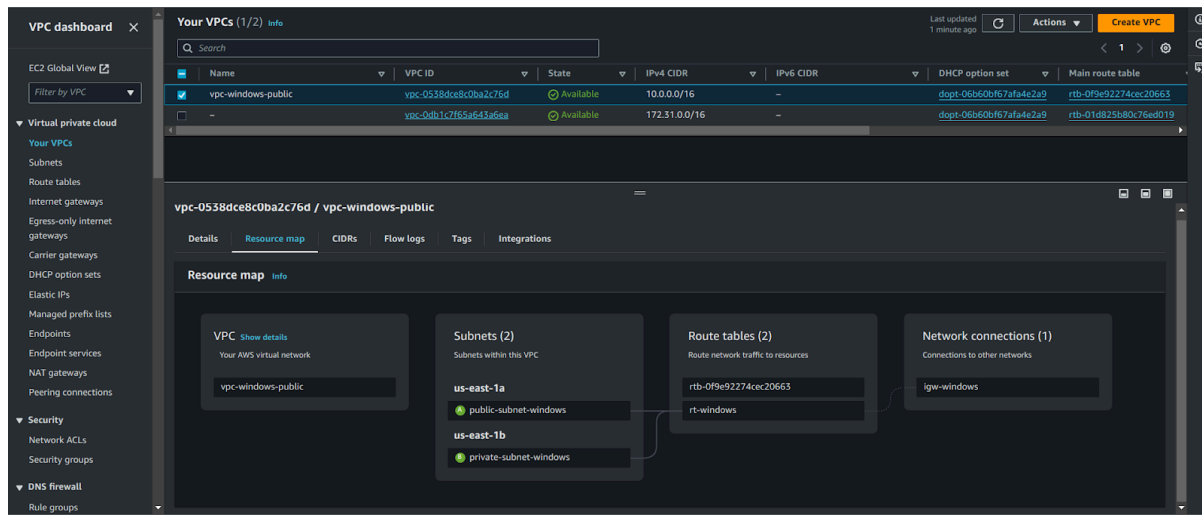 VPC dashboard
EC2 Global View
Filter by VPC
Virtual private cloud
Your VPCs
Subnets
Route tables
Internet gateways
Egress-only internet
gateways
Carrier gateways
DHCP option sets
Elastic IPs
Managed prefix lists
Endpoints
Endpoint services
NAT gateways
Peering connections
Security
Network ACLs
Security groups
DNS firewall
Rule groups
Your VPCs (1/2) Info
Last updated
1 minute ago
Actions
Create VPC
Search
1
Name VPC ID State IPv4 CIDR IPv6 CIDR DHCP option set Main route table
vpc-windows-public vpc-0538dce8c0ba2c76d Available 10.0.0.0/16 – dopt-06b60bf67afa4e2a9 rtb-0f9e92274cec20663
– vpc-0db1c7f65a643a6ea Available 172.31.0.0/16 – dopt-06b60bf67afa4e2a9 rtb-01d825b80c76ed019
vpc-0538dce8c0ba2c76d / vpc-windows-public
Details Resource map CIDRs Flow logs Tags Integrations
Resource map Info
VPC Show details
Your AWS virtual network
vpc-windows-public
Subnets (2)
Subnets within this VPC
us-east-1a
A public-subnet-windows
us-east-1b
B private-subnet-windows
Route tables (2)
Route network traffic to resources
rtb-0f9e92274cec20663
rt-windows
Network connections (1)
Connections to other networks
igw-windows